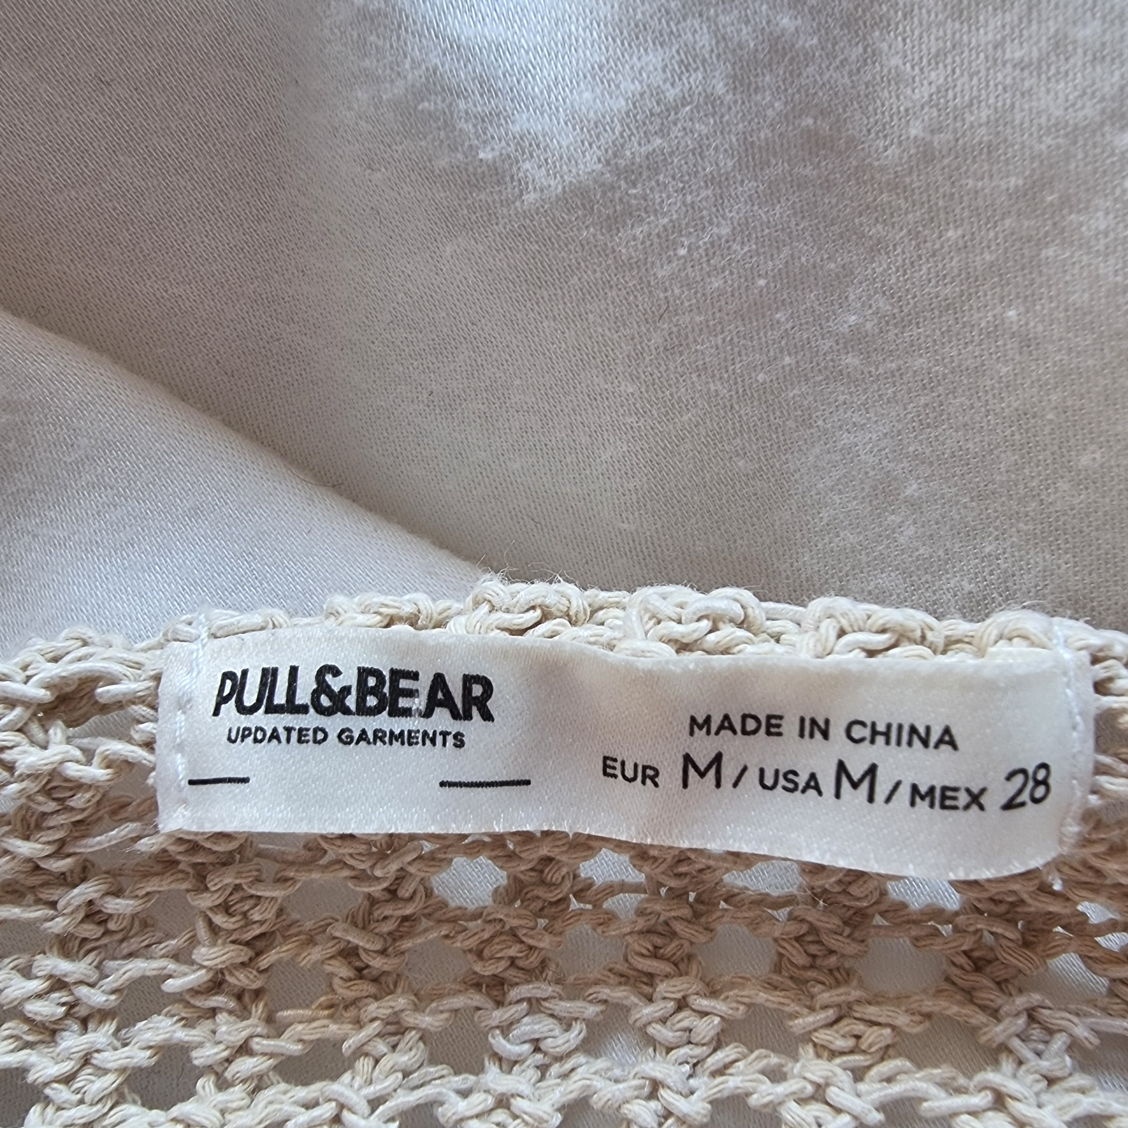 PULL&BEAR
UPDATED GARMENTS
MADE IN CHINA
EUR M / USA M / MEX 28